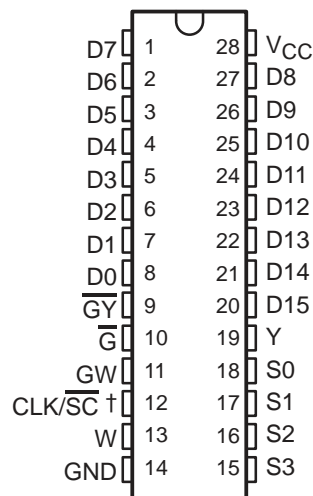 D7 1 28 VCC
D6 2 27 D8
D5 3 26 D9
D4 4 25 D10
D3 5 24 D11
D2 6 23 D12
D1 7 22 D13
D0 8 21 D14
G̅Y̅ 9 20 D15
G̅ 10 19 Y
GW 11 18 S0
CLK/S̅C̅ † 12 17 S1
W 13 16 S2
GND 14 15 S3